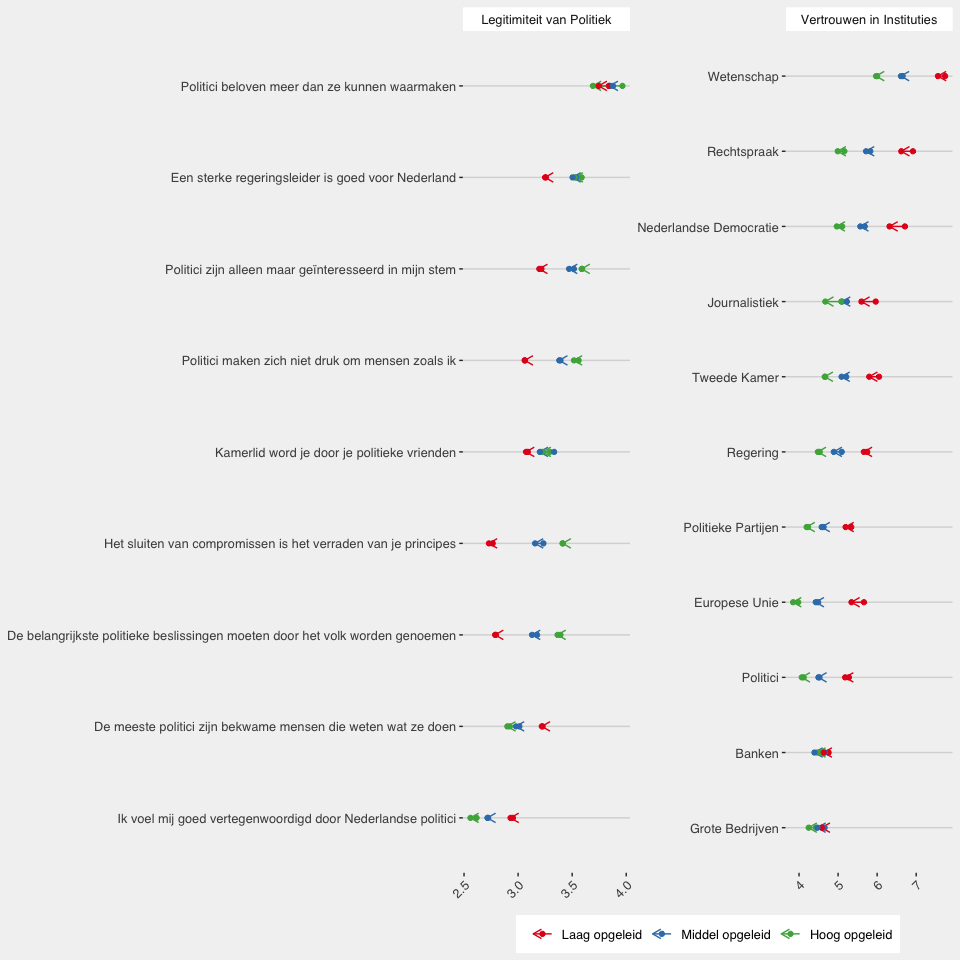 Legitimiteit van Politiek
Politici beloven meer dan ze kunnen waarmaken
Een sterke regeringsleider is goed voor Nederland
Politici zijn alleen maar geïnteresseerd in mijn stem
Politici maken zich niet druk om mensen zoals ik
Kamerlid word je door je politieke vrienden
Het sluiten van compromissen is het verraden van je principes
De belangrijkste politieke beslissingen moeten door het volk worden genoemen
De meeste politici zijn bekwame mensen die weten wat ze doen
Ik voel mij goed vertegenwoordigd door Nederlandse politici
2.5 3.0 3.5 4.0
Vertrouwen in Instituties
Wetenschap
Rechtspraak
Nederlandse Democratie
Journalistiek
Tweede Kamer
Regering
Politieke Partijen
Europese Unie
Politici
Banken
Grote Bedrijven
4 5 6 7
Laag opgeleid Middel opgeleid Hoog opgeleid